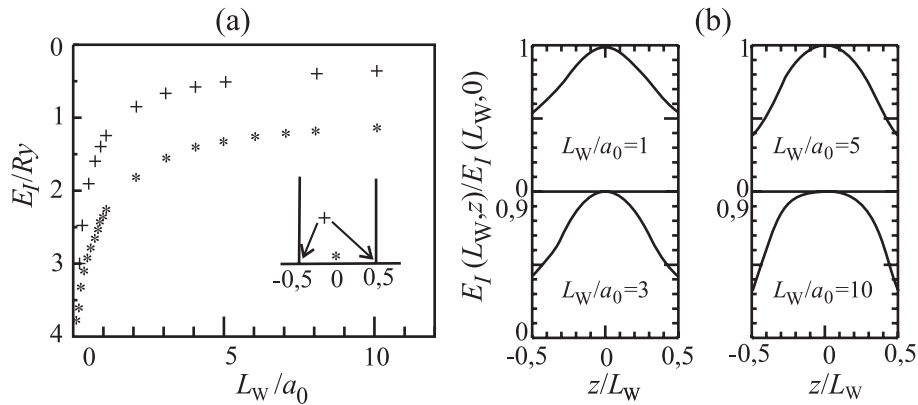 (a)
0
1
2
3
4
E_I/Ry
-0,5 0 0,5
0 5 10
L_W/a_0
(b)
E_I (L_W,z)/E_I (L_W,0)
1
0
0,9
0
L_W/a_0=1
L_W/a_0=3
-0,5 0 0,5
z/L_W
1
0
0,9
0
L_W/a_0=5
L_W/a_0=10
-0,5 0 0,5
z/L_W